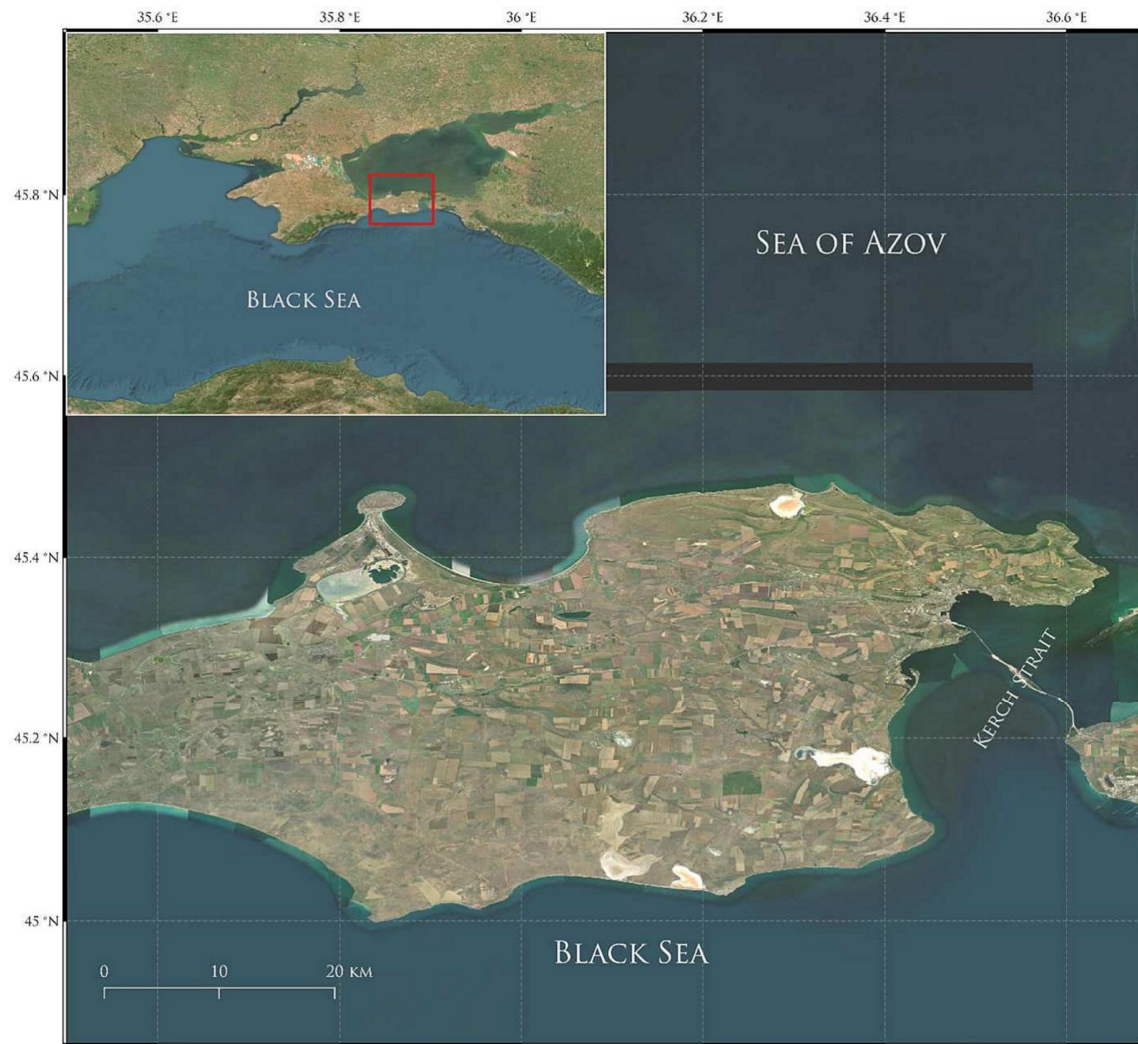 35.6 °E 35.8 °E 36 °E 36.2 °E 36.4 °E 36.6 °E
45.8 °N
SEA OF AZOV
BLACK SEA
45.6 °N
45.4 °N
KERCH STRAIT
45.2 °N
45 °N
BLACK SEA
0 10 20 KM